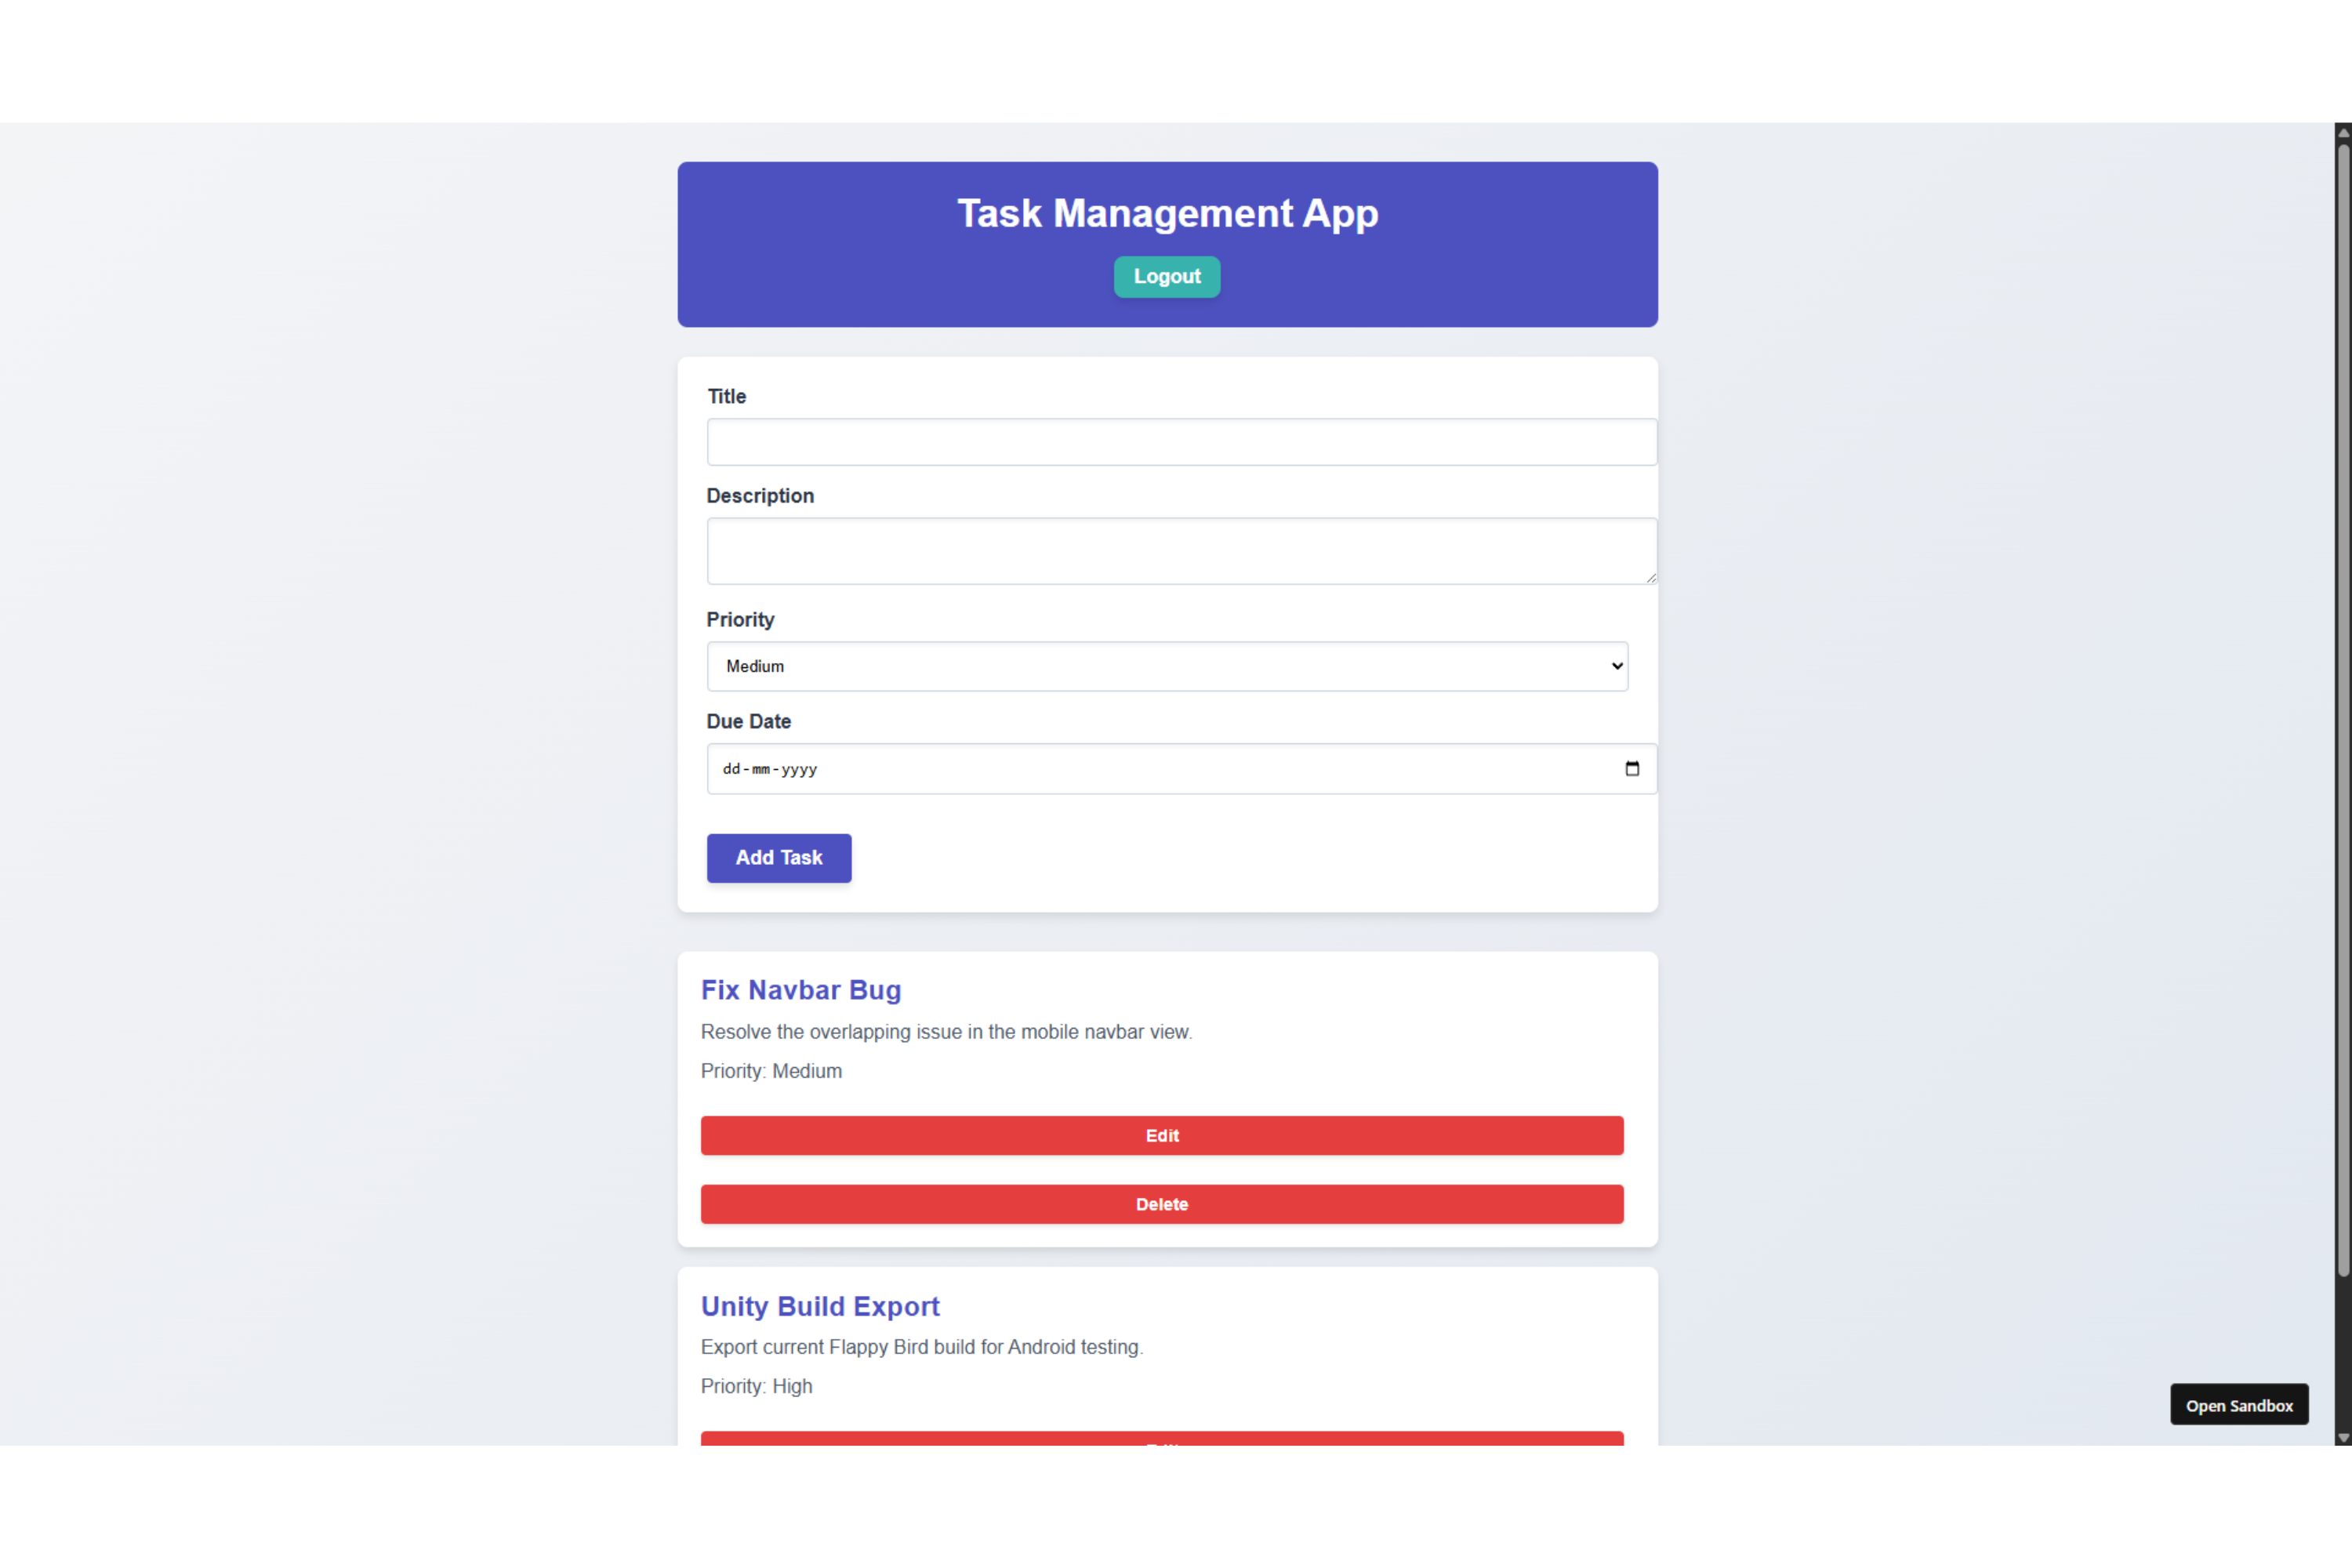 Task Management App
Logout
Title
Description
Priority
Medium
Due Date
dd-mm-yyyy
Add Task
Fix Navbar Bug
Resolve the overlapping issue in the mobile navbar view.
Priority: Medium
Edit
Delete
Unity Build Export
Export current Flappy Bird build for Android testing.
Priority: High
Open Sandbox